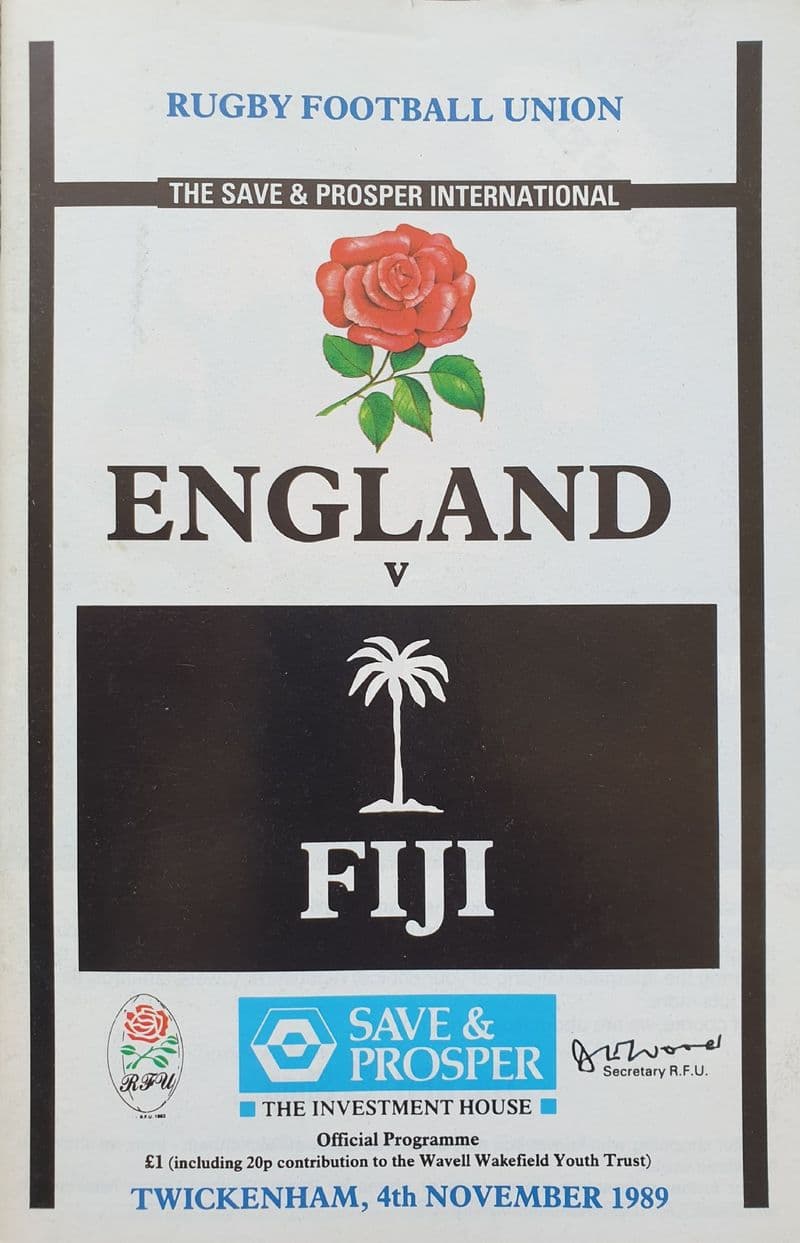 RUGBY FOOTBALL UNION
THE SAVE & PROSPER INTERNATIONAL
ENGLAND
v
FIJI
RFU
R.F.U. 1983
SAVE &
PROSPER
THE INVESTMENT HOUSE
Secretary R.F.U.
Official Programme
£1 (including 20p contribution to the Wavell Wakefield Youth Trust)
TWICKENHAM, 4th NOVEMBER 1989